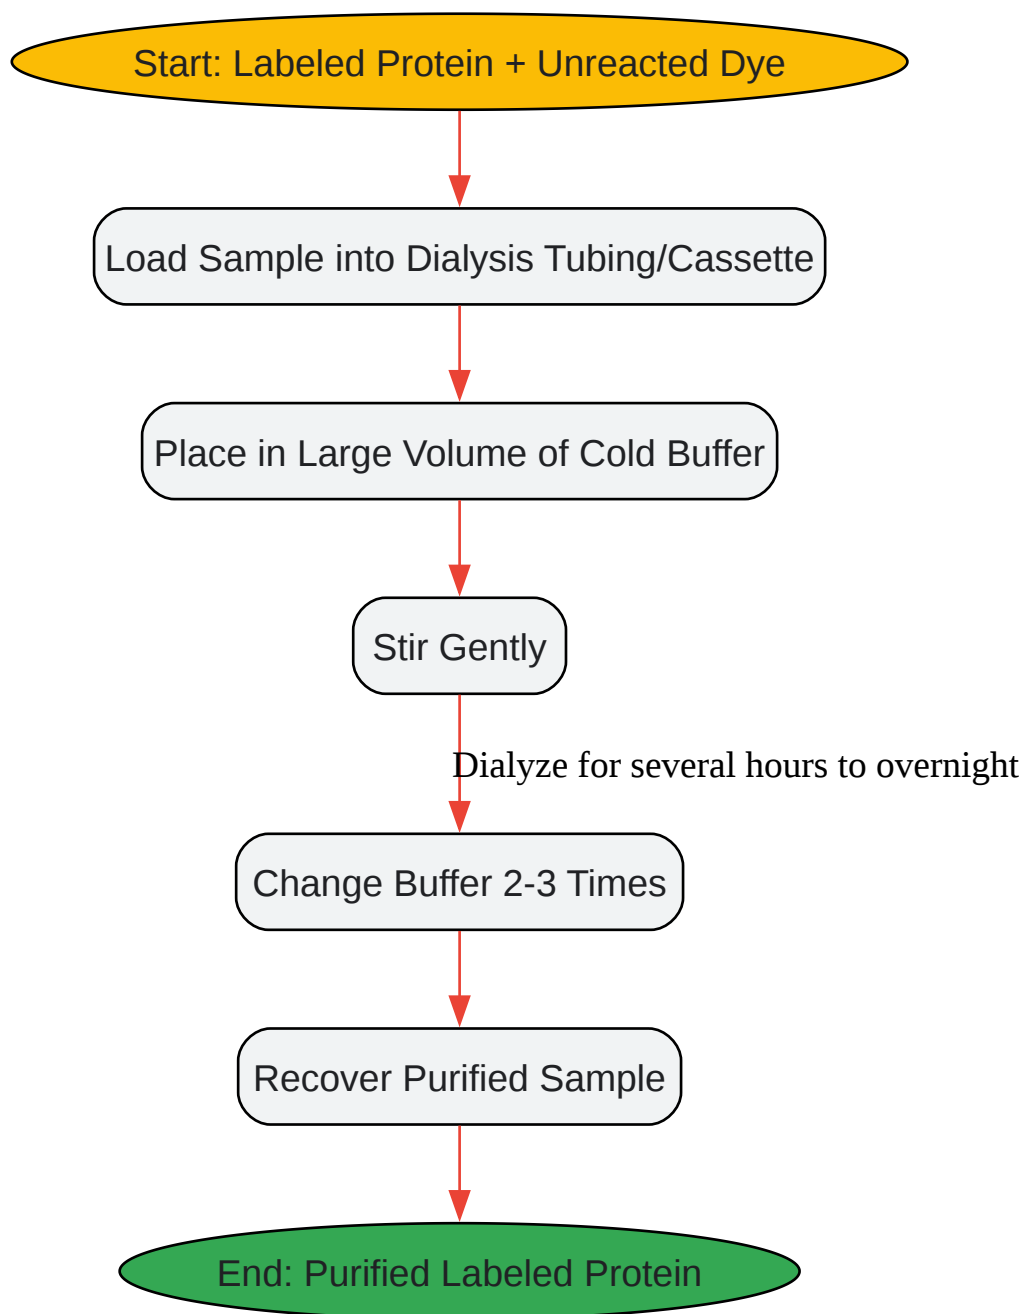 Start: Labeled Protein + Unreacted Dye
Load Sample into Dialysis Tubing/Cassette
Place in Large Volume of Cold Buffer
Stir Gently
Dialyze for several hours to overnight
Change Buffer 2-3 Times
Recover Purified Sample
End: Purified Labeled Protein